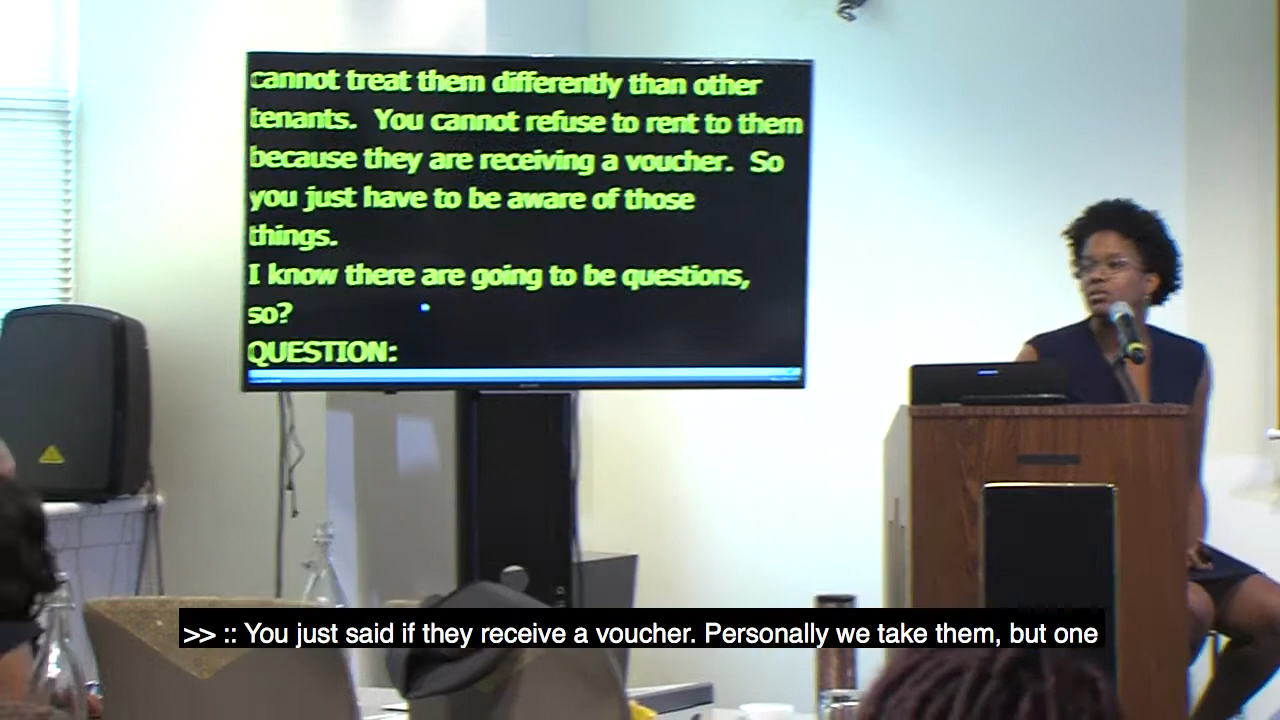 cannot treat them differently than other
tenants.  You cannot refuse to rent to them
because they are receiving a voucher.  So
you just have to be aware of those
things.
I know there are going to be questions,
so?
QUESTION:
>> :: You just said if they receive a voucher. Personally we take them, but one